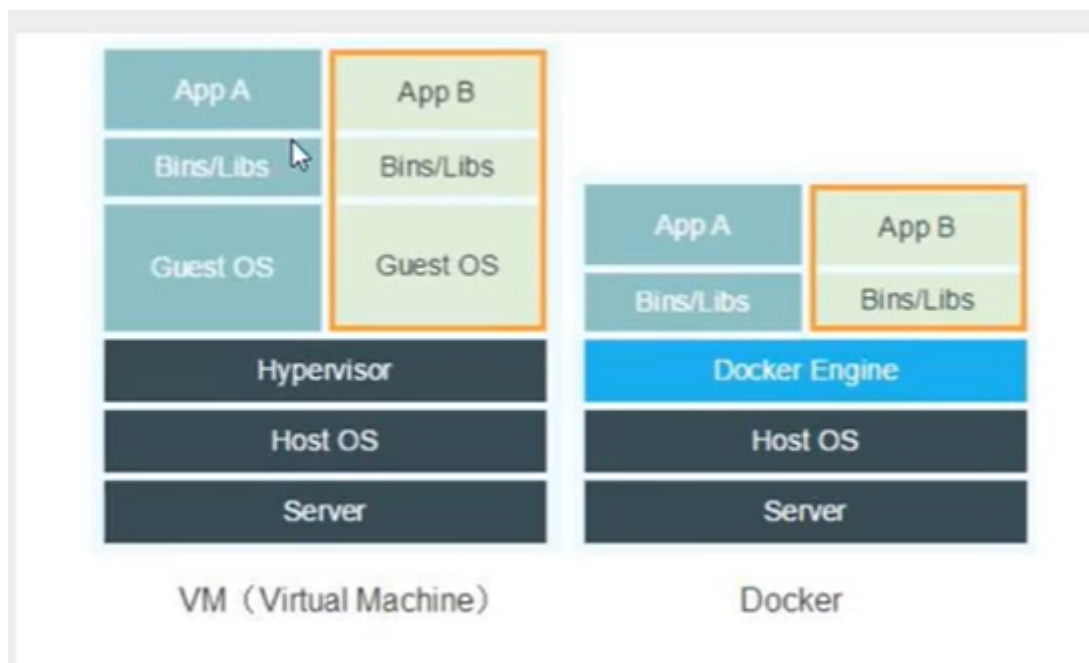 App A
App B
Bins/Libs
Bins/Libs
Guest OS
Guest OS
Hypervisor
Host OS
Server
VM（Virtual Machine）
App A
App B
Bins/Libs
Bins/Libs
Docker Engine
Host OS
Server
Docker